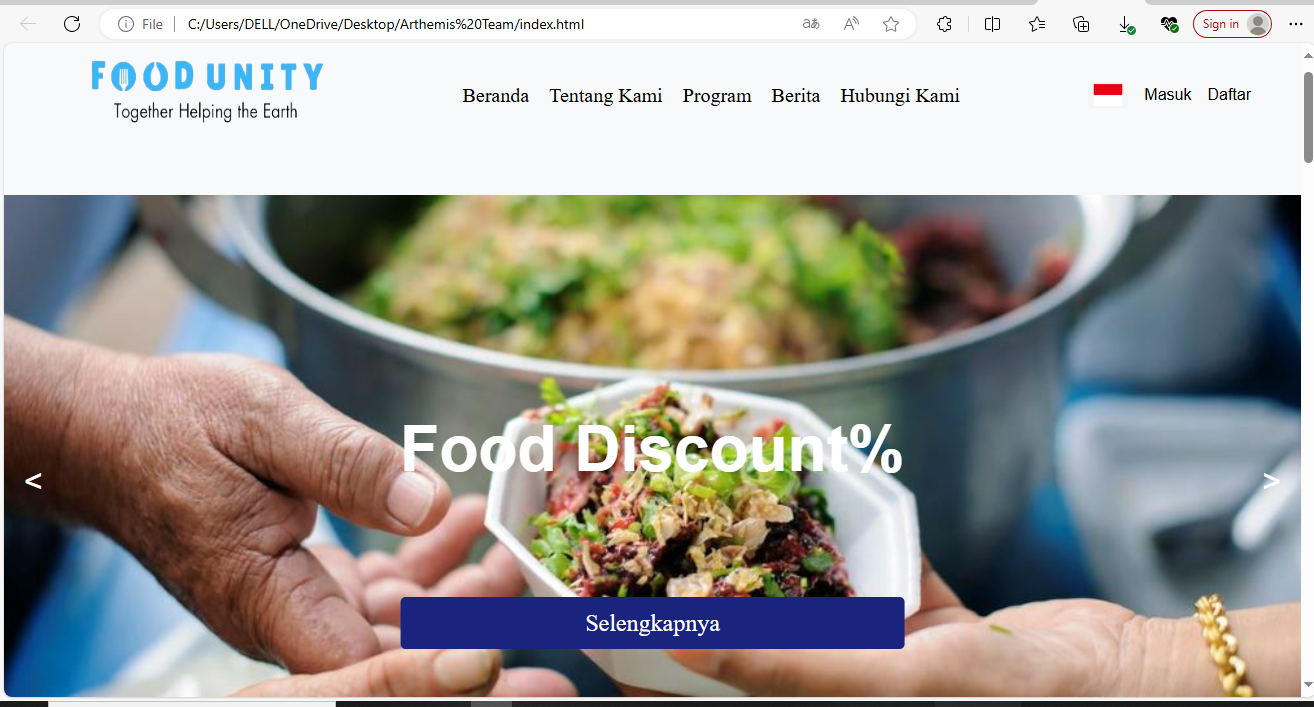 File
C:/Users/DELL/OneDrive/Desktop/Arthemis%20Team/index.html
Sign in
FOOD UNITY
Together Helping the Earth
Beranda Tentang Kami Program Berita Hubungi Kami
Masuk Daftar
Food Discount%
< >
Selengkapnya